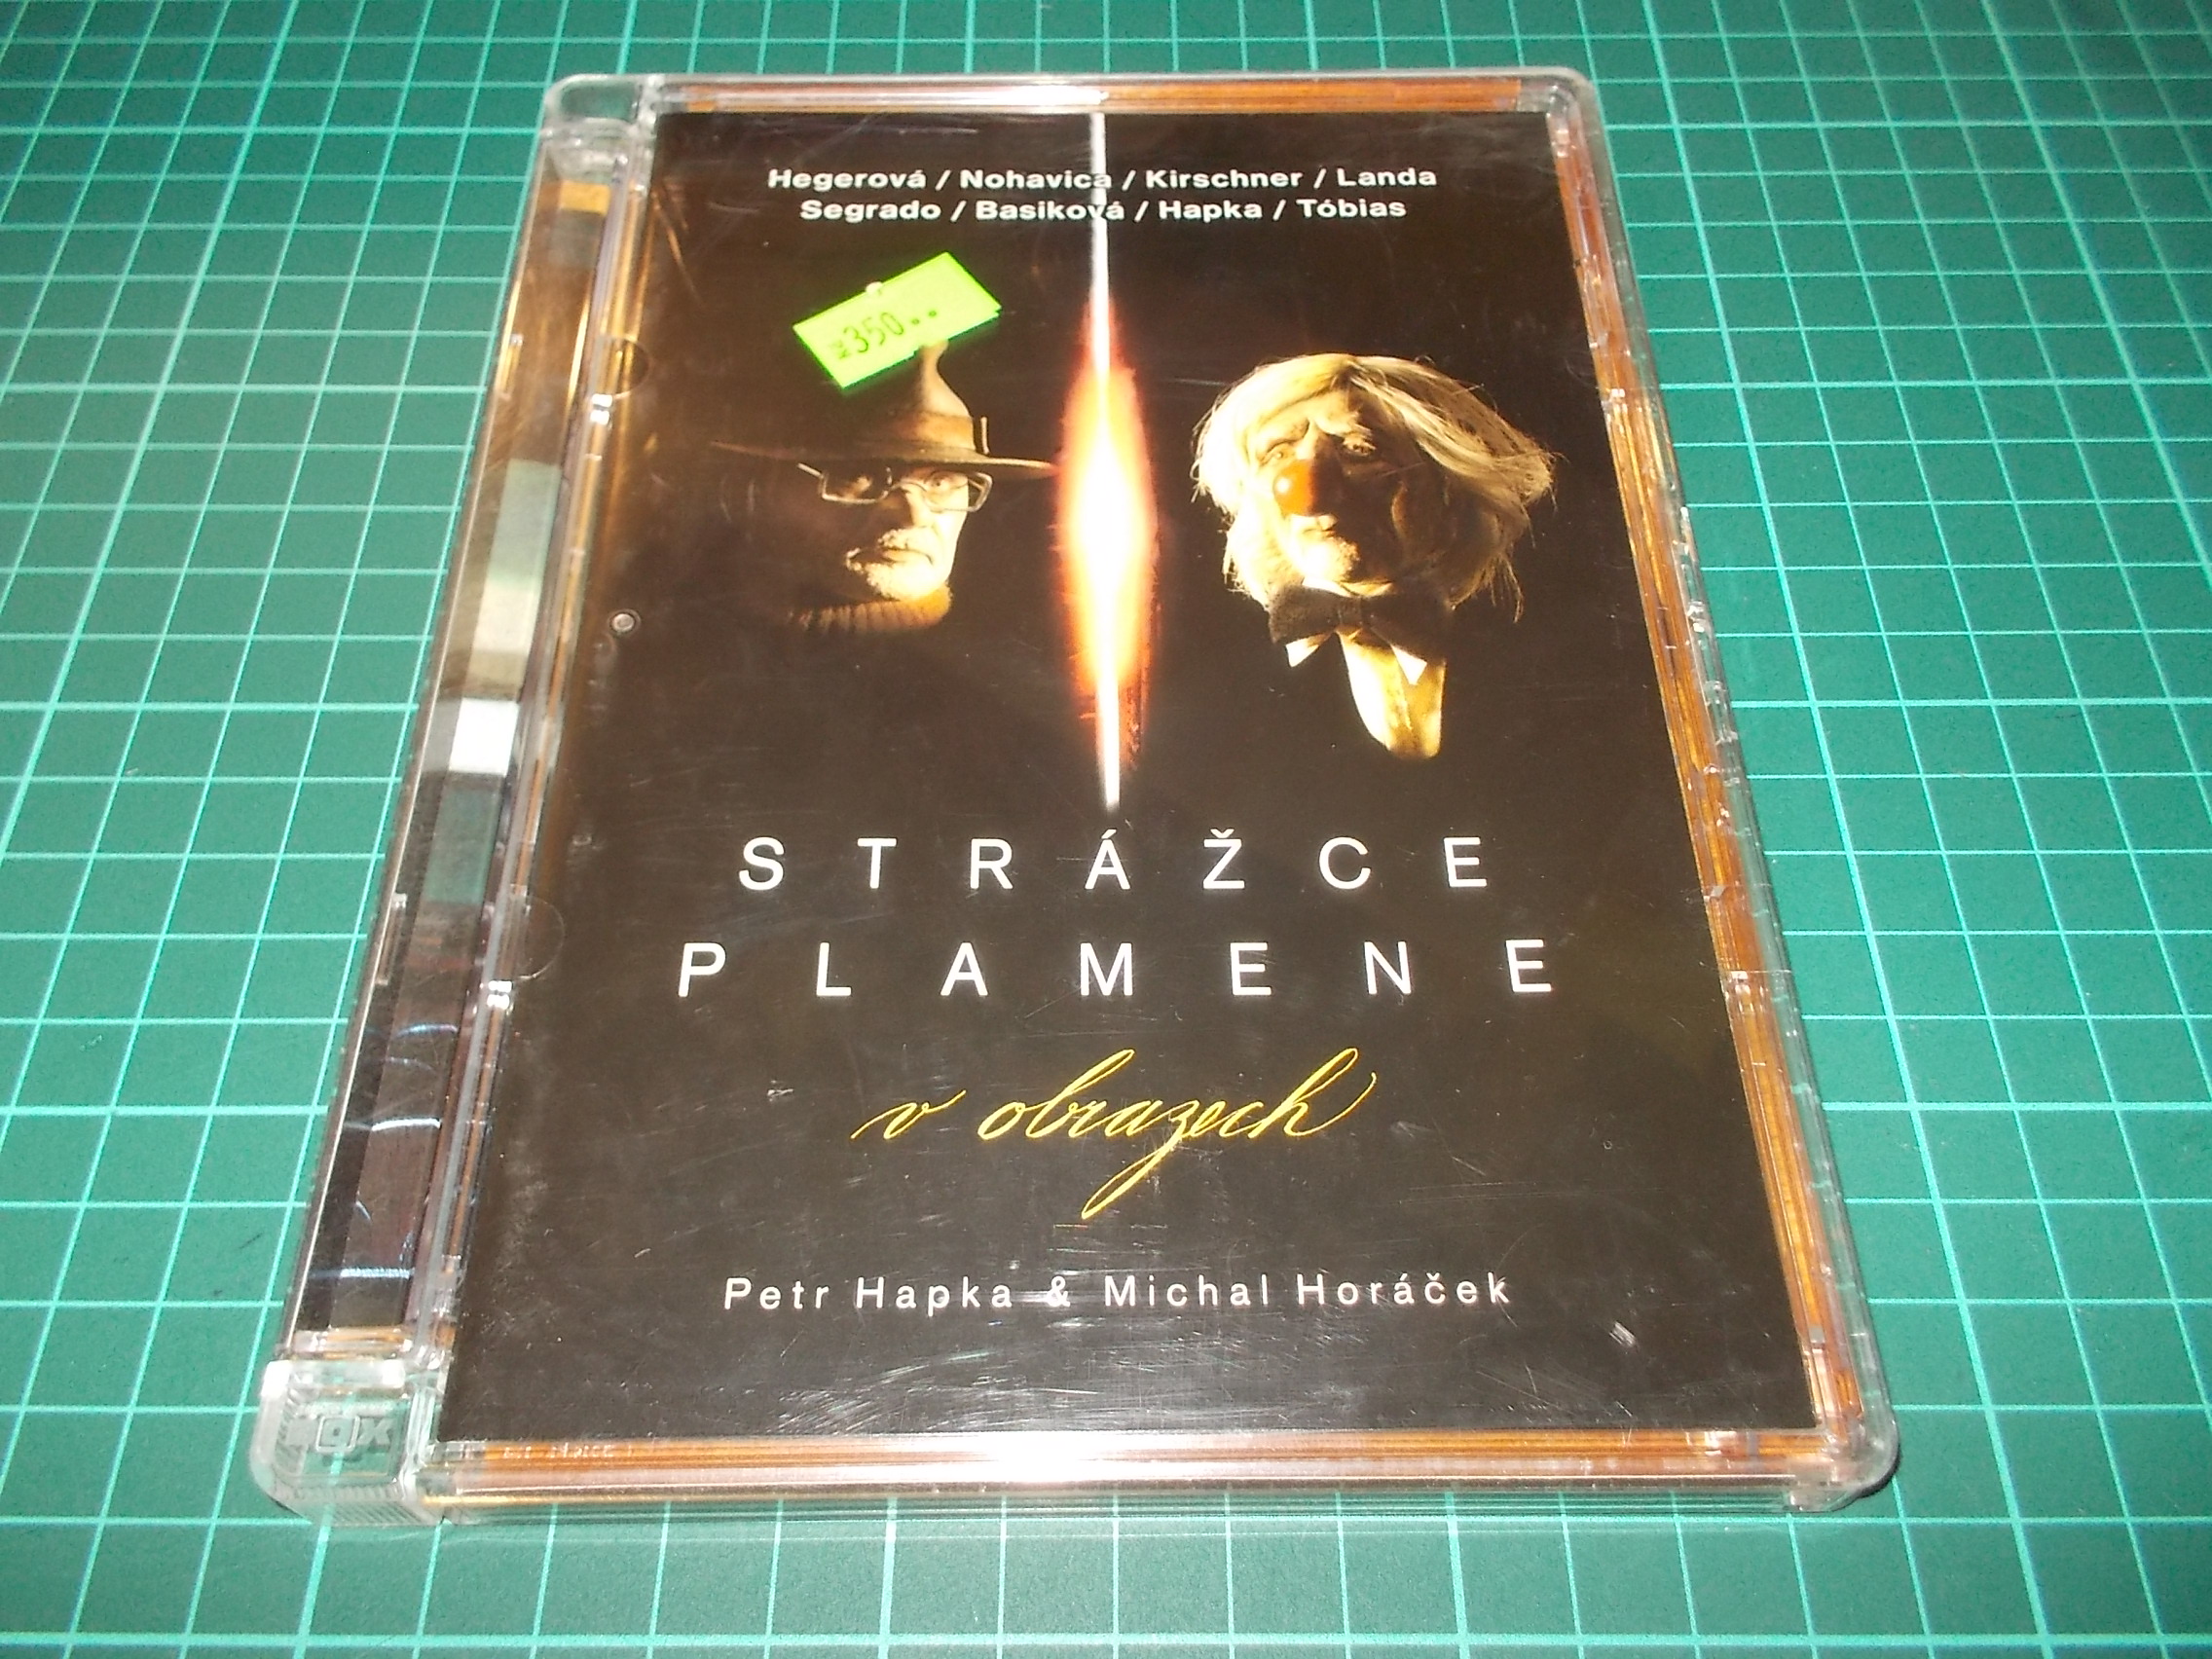 Hegerová / Nohavica / Kirschner / Landa
Segrado / Basiková / Hapka / Tóbias
350..
STRÁŽCE
PLAMENE
v obrazech
Petr Hapka & Michal Horáček